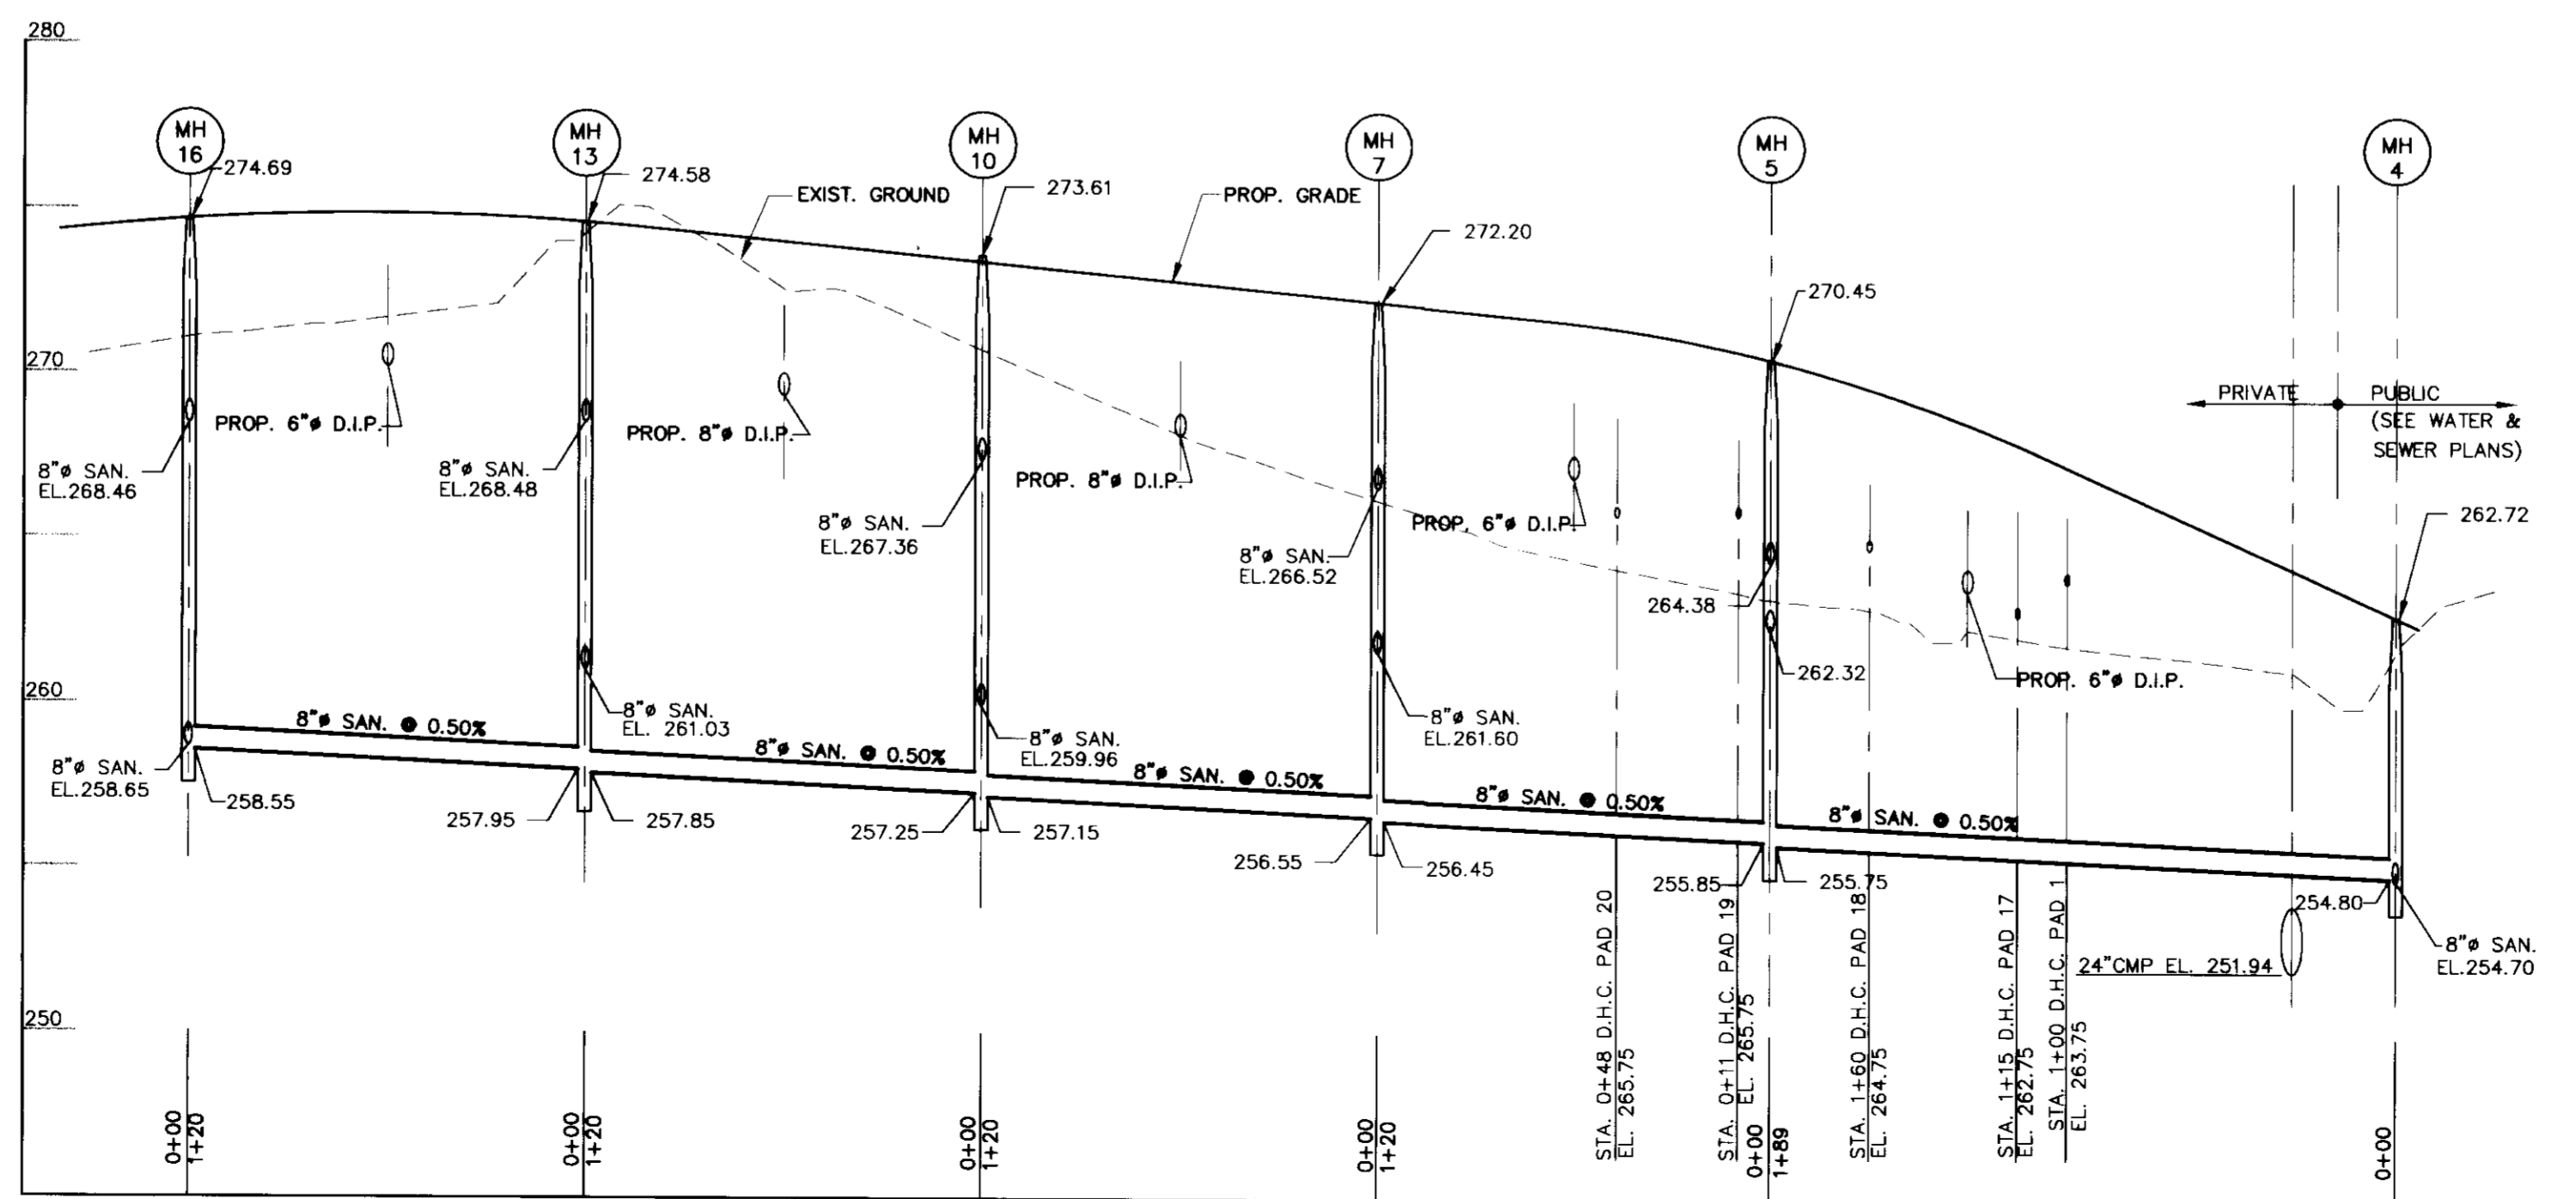 280
MH
16
MH
13
MH
10
MH
7
MH
5
MH
4
274.69
274.58
EXIST. GROUND
273.61
PROP. GRADE
272.20
270.45
270
PRIVATE
PUBLIC
(SEE WATER &
SEWER PLANS)
PROP. 6"ø D.I.P.
PROP. 8"ø D.I.P.
8"ø SAN.
EL.268.46
8"ø SAN.
EL.268.48
PROP. 8"ø D.I.P.
8"ø SAN.
EL.267.36
PROP. 6"ø D.I.P.
8"ø SAN.
EL.266.52
262.72
264.38
262.32
PROP. 6"ø D.I.P.
260
8"ø SAN. @ 0.50%
8"ø SAN.
EL. 261.03
8"ø SAN. @ 0.50%
8"ø SAN.
EL.259.96
8"ø SAN. @ 0.50%
8"ø SAN.
EL.261.60
8"ø SAN. @ 0.50%
8"ø SAN. @ 0.50%
8"ø SAN.
EL.258.65
258.55
257.95
257.85
257.25
257.15
256.55
256.45
255.85
255.75
254.80
8"ø SAN.
EL.254.70
24"CMP EL. 251.94
250
STA. 0+48 D.H.C. PAD 20
EL. 265.75
STA. 0+11 D.H.C. PAD 19
EL. 265.75
STA. 1+60 D.H.C. PAD 18
EL. 264.75
STA. 1+15 D.H.C. PAD 17
EL. 262.75
STA. 1+00 D.H.C. PAD 1
EL. 263.75
0+00
1+20
0+00
1+20
0+00
1+20
0+00
1+20
0+00
1+89
0+00